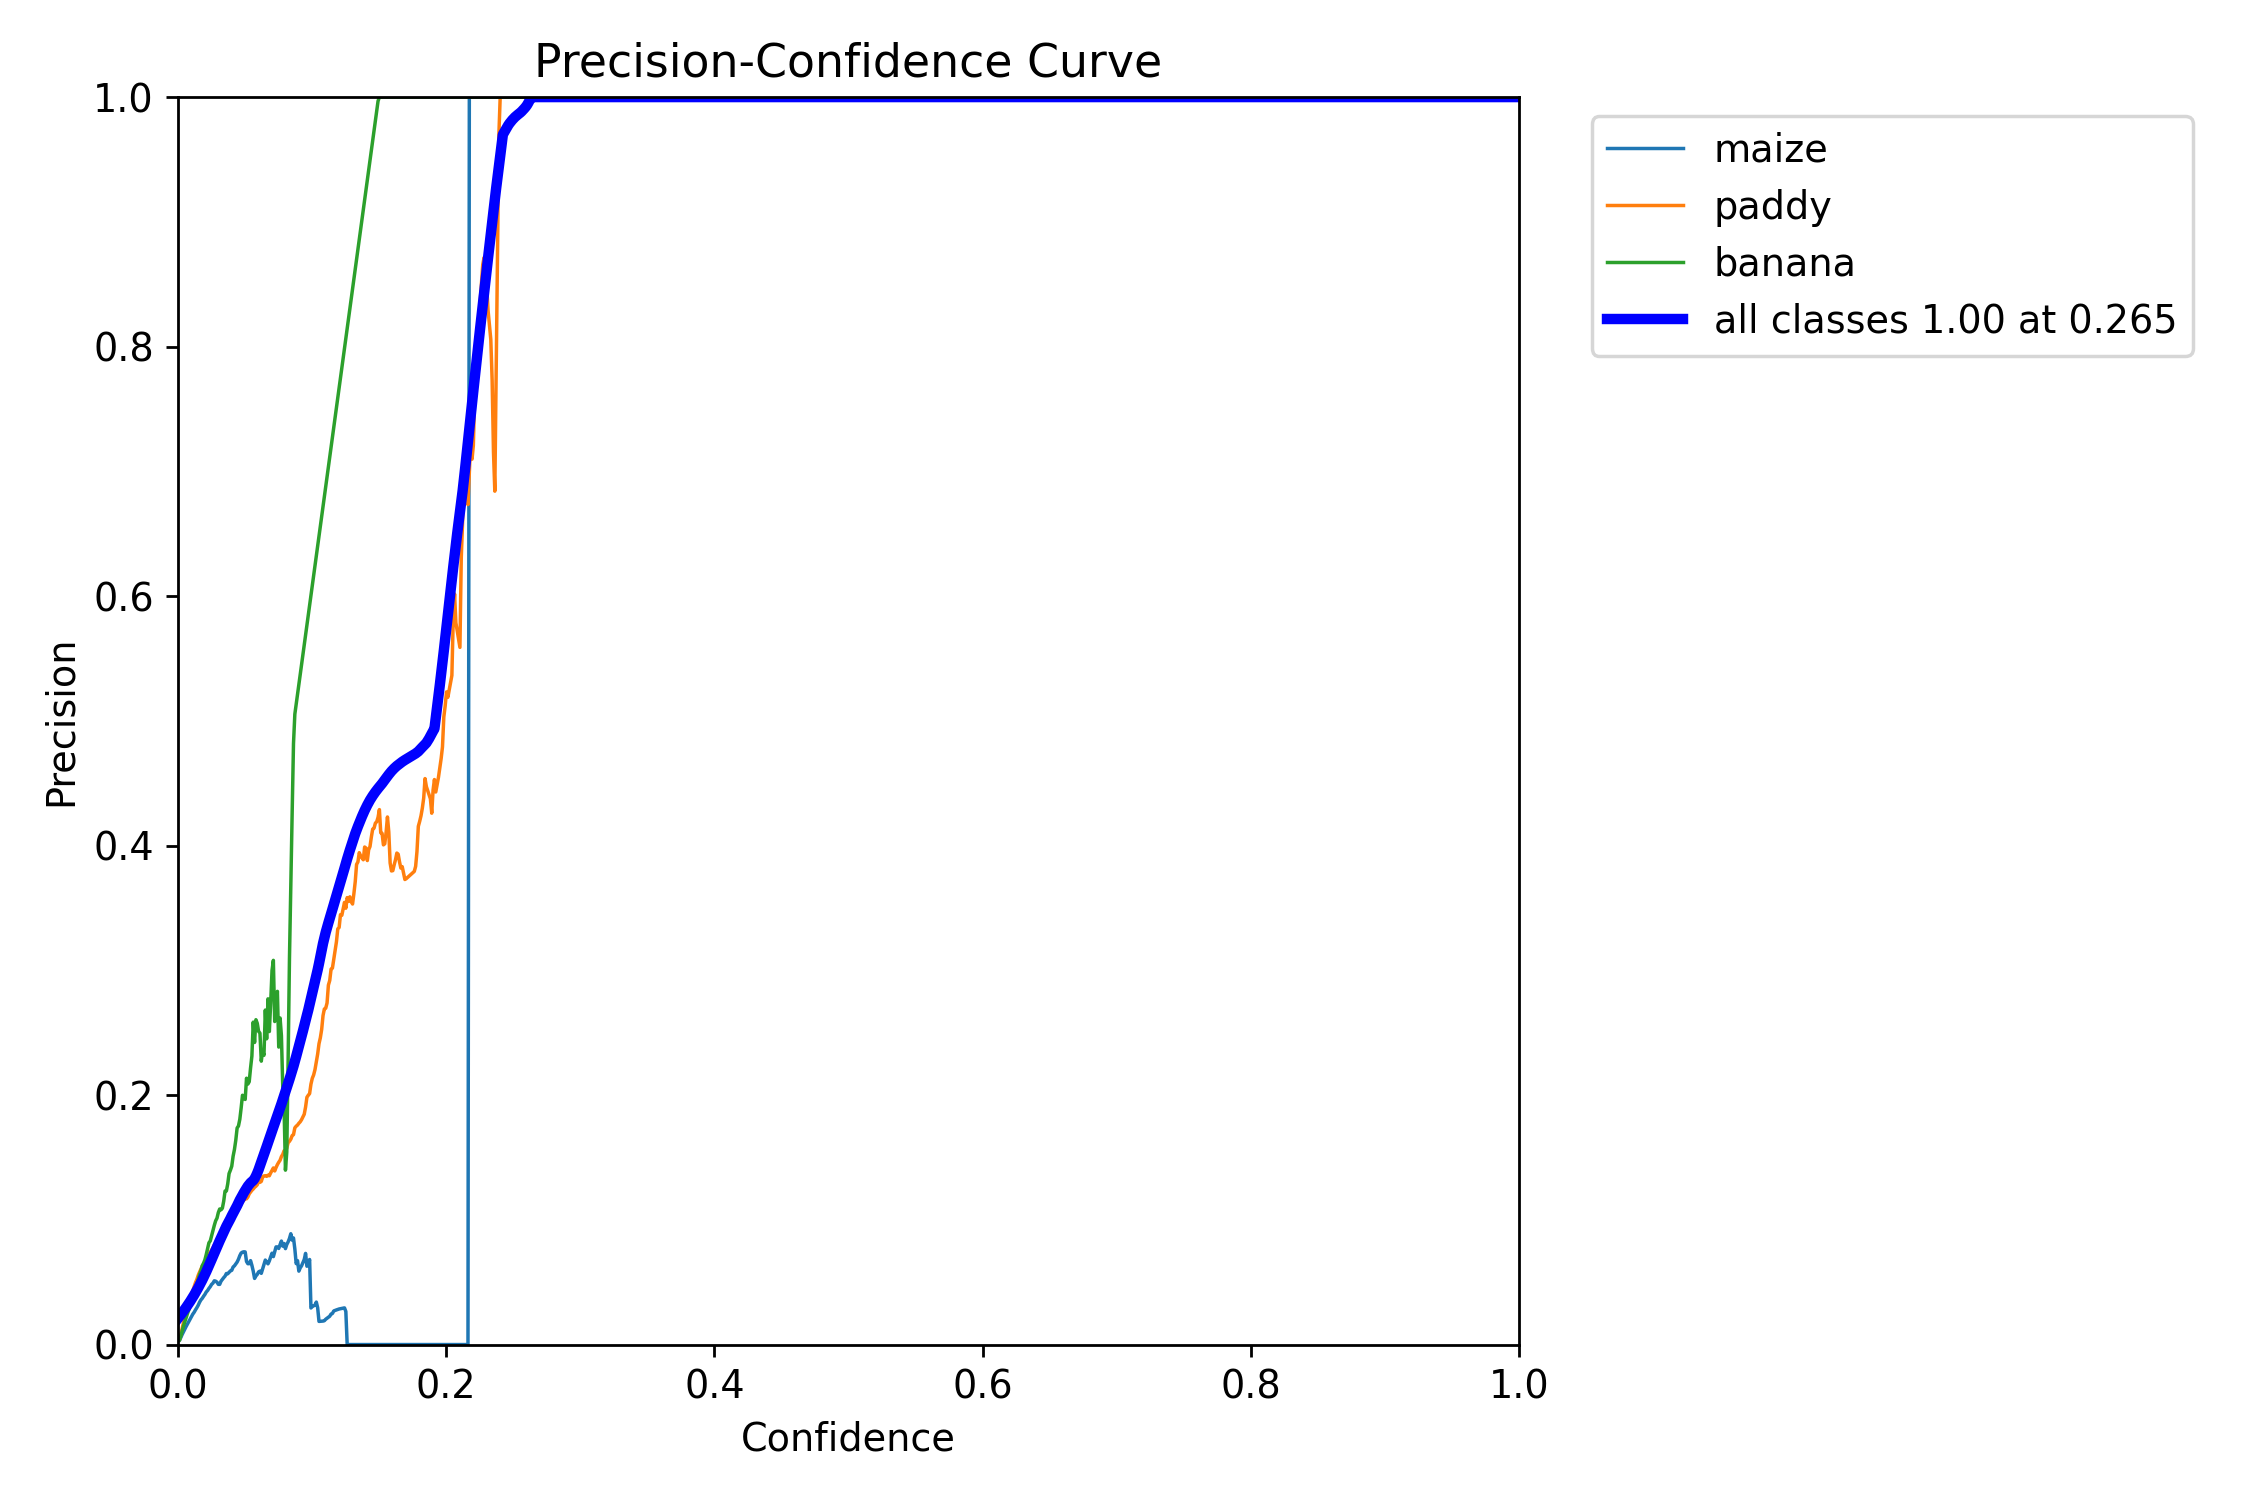 Precision-Confidence Curve
1.0
0.8
0.6
0.4
0.2
0.0
Precision
0.0 0.2 0.4 0.6 0.8 1.0
Confidence
maize
paddy
banana
all classes 1.00 at 0.265